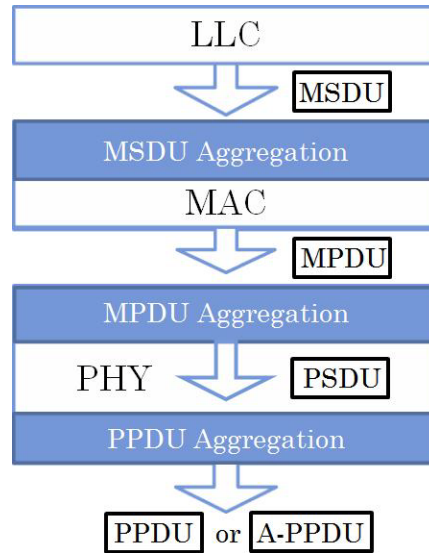 LLC
MSDU
MSDU Aggregation
MAC
MPDU
MPDU Aggregation
PHY
PSDU
PPDU Aggregation
PPDU or A-PPDU